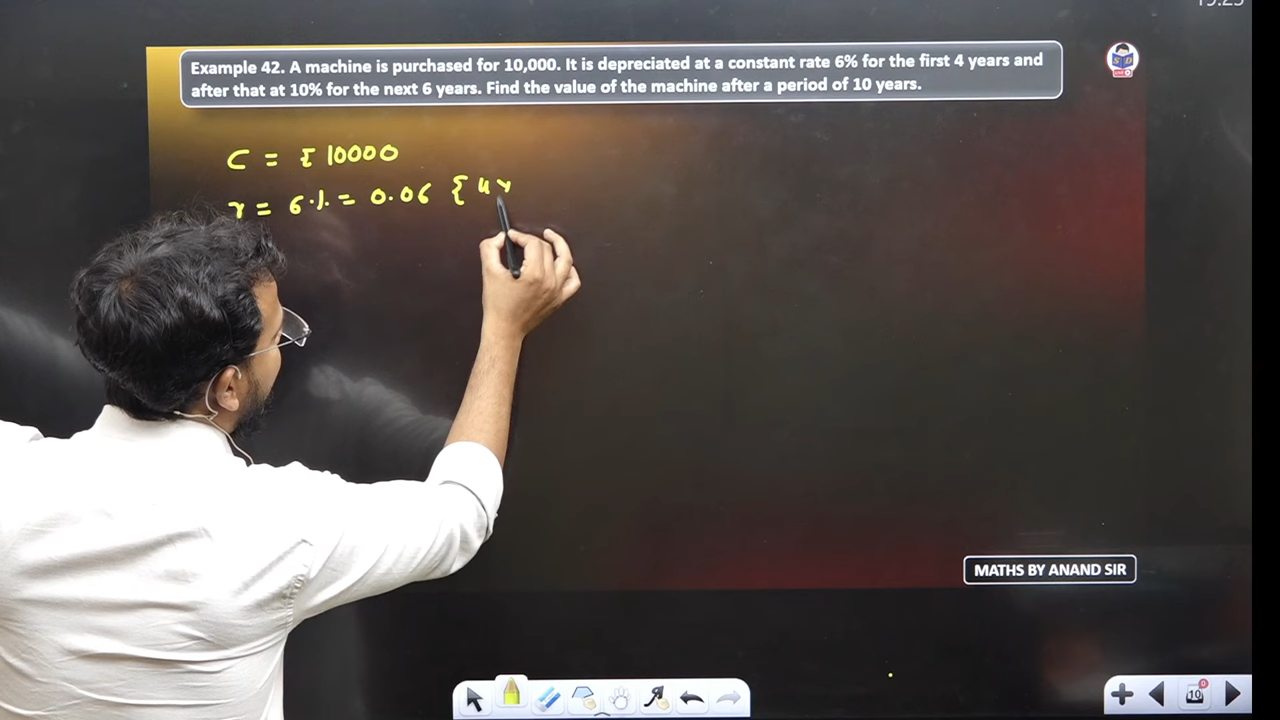 Example 42. A machine is purchased for 10,000. It is depreciated at a constant rate 6% for the first 4 years and
after that at 10% for the next 6 years. Find the value of the machine after a period of 10 years.
C = ₹ 10000
r = 6% = 0.06 { 4 y
MATHS BY ANAND SIR
10